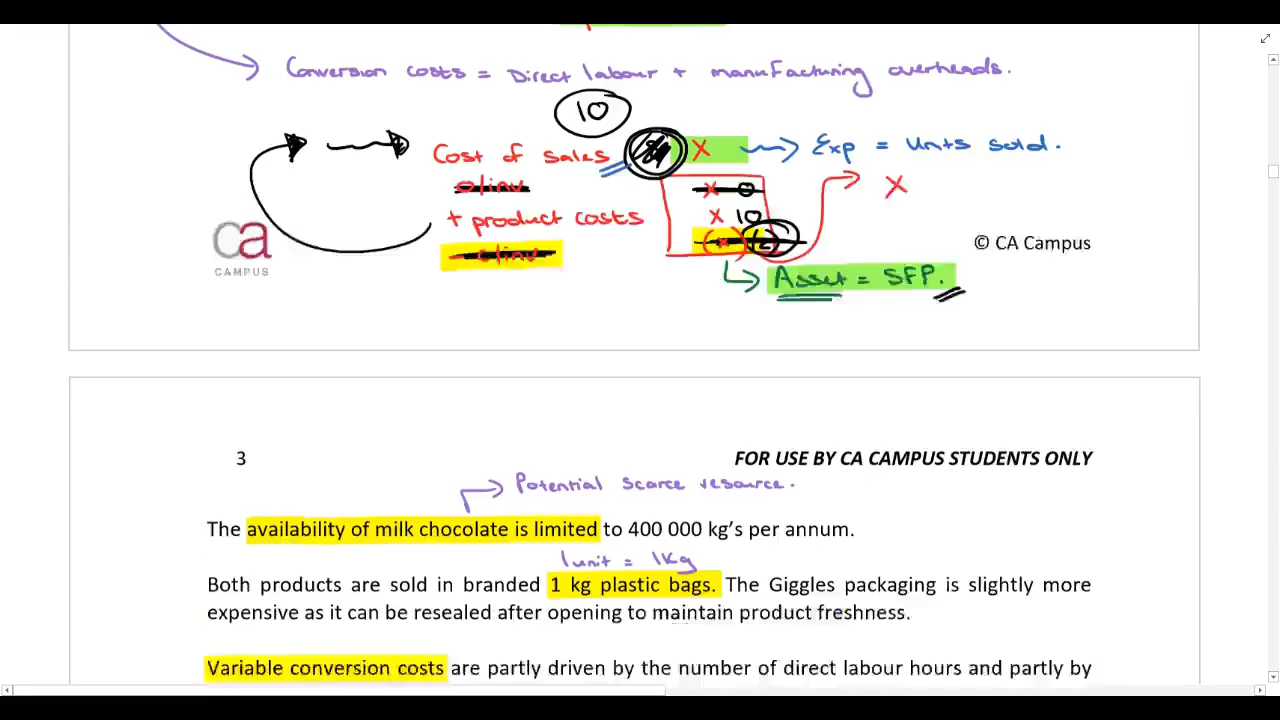 Conversion costs = Direct labour + manufacturing overheads.
10
Cost of sales X → Exp = Units sold.
o/inv x 0 X
+ product costs x 10
- c/inv (x)
ca
CAMPUS
© CA Campus
Asset = SFP.
3 FOR USE BY CA CAMPUS STUDENTS ONLY
Potential scarce resource.
The availability of milk chocolate is limited to 400 000 kg’s per annum.
1unit = 1kg
Both products are sold in branded 1 kg plastic bags. The Giggles packaging is slightly more
expensive as it can be resealed after opening to maintain product freshness.
Variable conversion costs are partly driven by the number of direct labour hours and partly by